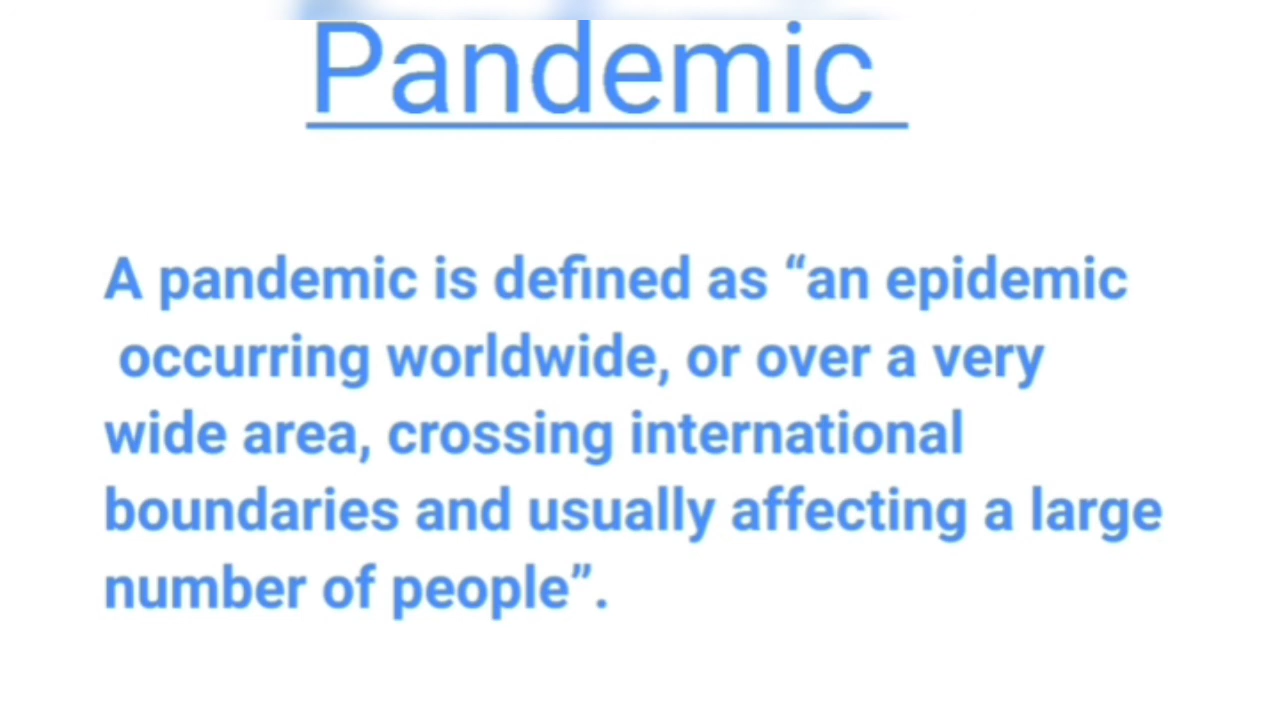 Pandemic
A pandemic is defined as “an epidemic
occurring worldwide, or over a very
wide area, crossing international
boundaries and usually affecting a large
number of people”.